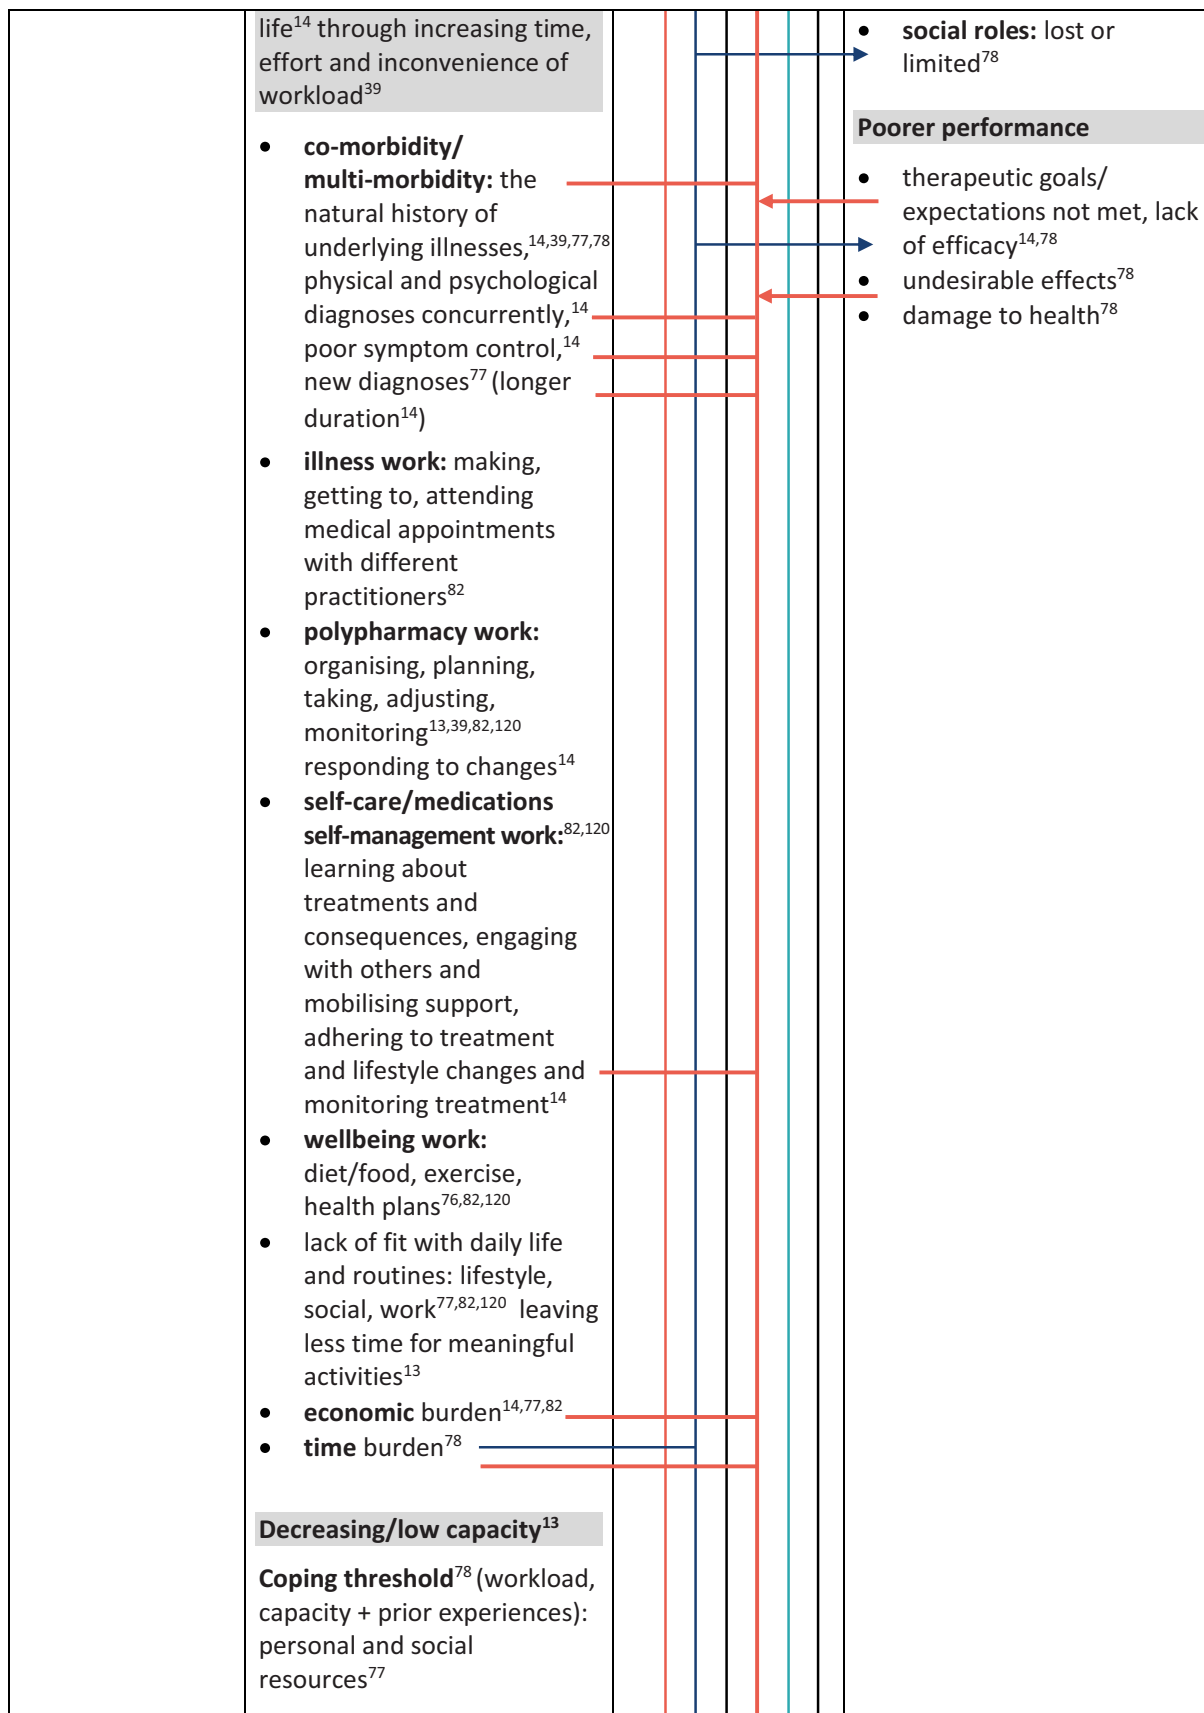 life14 through increasing time,
effort and inconvenience of
workload39
• co-morbidity/
multi-morbidity: the
natural history of
underlying illnesses,14,39,77,78
physical and psychological
diagnoses concurrently,14
poor symptom control,14
new diagnoses77 (longer
duration14)
• illness work: making,
getting to, attending
medical appointments
with different
practitioners82
• polypharmacy work:
organising, planning,
taking, adjusting,
monitoring13,39,82,120
responding to changes14
• self-care/medications
self-management work:82,120
learning about
treatments and
consequences, engaging
with others and
mobilising support,
adhering to treatment
and lifestyle changes and
monitoring treatment14
• wellbeing work:
diet/food, exercise,
health plans76,82,120
• lack of fit with daily life
and routines: lifestyle,
social, work77,82,120 leaving
less time for meaningful
activities13
• economic burden14,77,82
• time burden78
Decreasing/low capacity13
Coping threshold78 (workload,
capacity + prior experiences):
personal and social
resources77
• social roles: lost or
limited78
Poorer performance
• therapeutic goals/
expectations not met, lack
of efficacy14,78
• undesirable effects78
• damage to health78